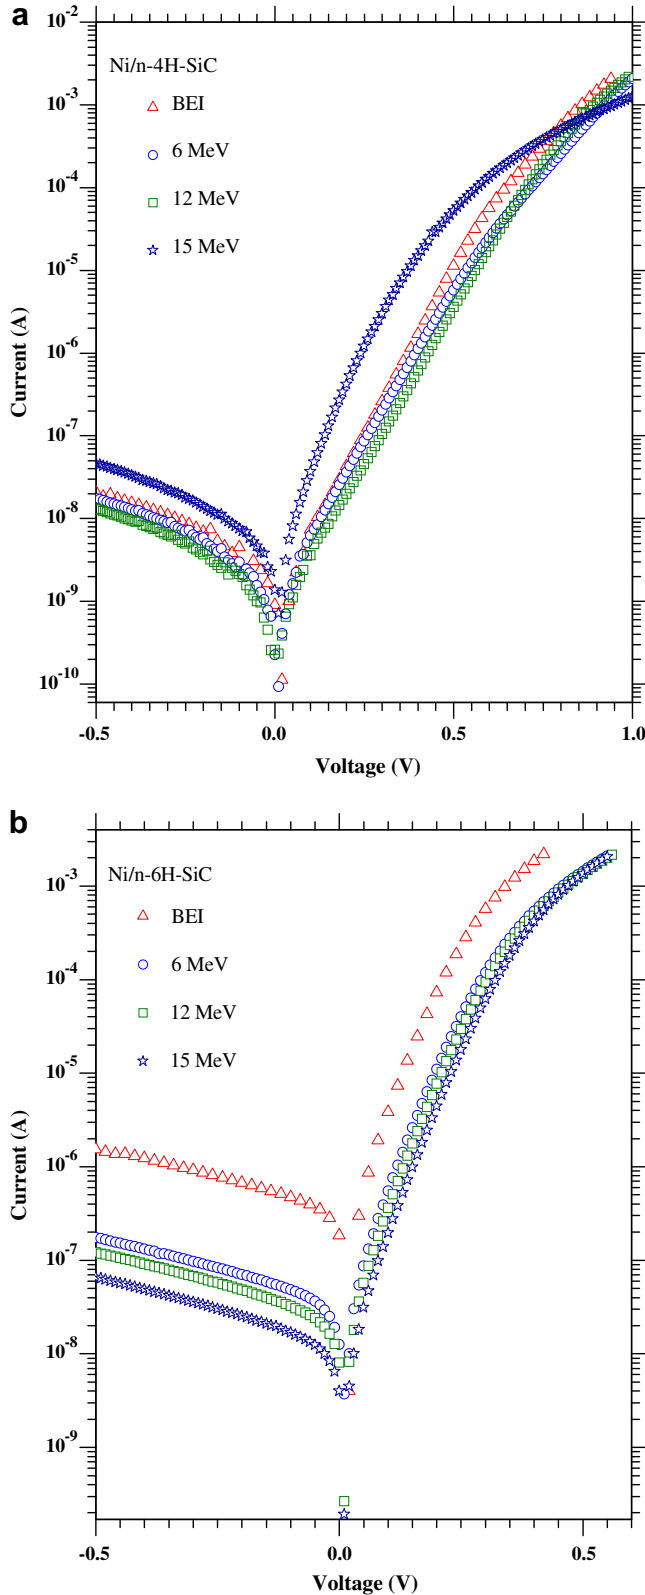 a
10⁻²
Ni/n-4H-SiC
BEI
10⁻³
6 MeV
10⁻⁴
12 MeV
15 MeV
10⁻⁵
Current (A)
10⁻⁶
10⁻⁷
10⁻⁸
10⁻⁹
10⁻¹⁰
-0.5 0.0 0.5 1.0
Voltage (V)
b
Ni/n-6H-SiC
10⁻³
BEI
6 MeV
10⁻⁴
12 MeV
15 MeV
10⁻⁵
Current (A)
10⁻⁶
10⁻⁷
10⁻⁸
10⁻⁹
-0.5 0.0 0.5
Voltage (V)